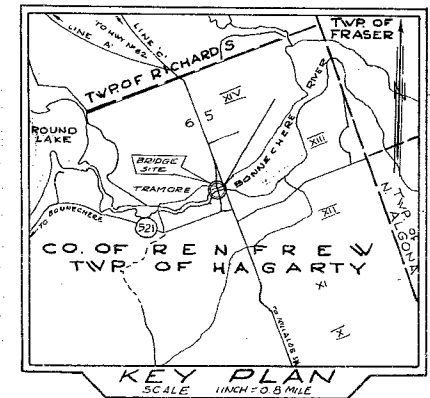 TWP. OF
FRASER
LINE 'A'
TO HWY. Nº 62
LINE 'C'
TWP. OF RICHARDS
XIV
6 5
ROUND
LAKE
BRIDGE
SITE
BONNECHERE
RIVER
XIII
TRAMORE
TO BONNECHERE
521
XII
TWP. OF
N. ALGONA
CO. OF RENFREW
TWP. OF HAGARTY
XI
X
KEY PLAN
SCALE 1 INCH = 0.8 MILE